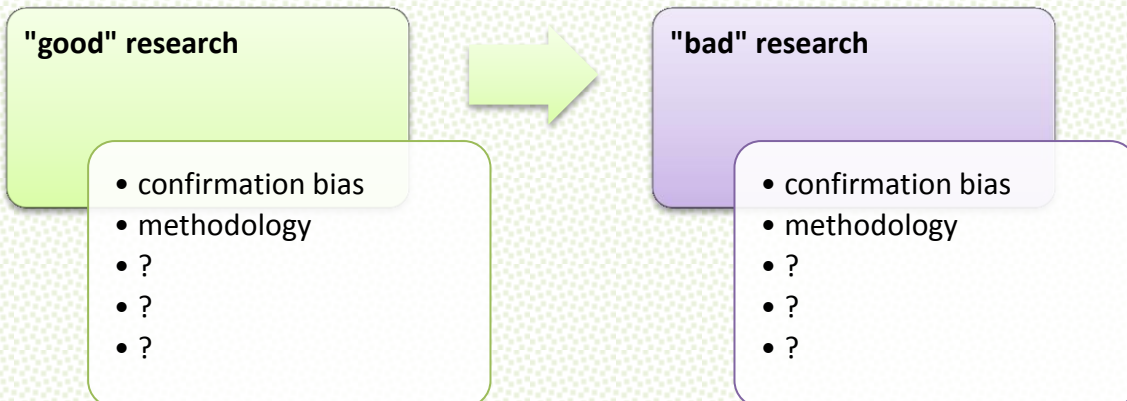 "good" research
• confirmation bias
• methodology
• ?
• ?
• ?
"bad" research
• confirmation bias
• methodology
• ?
• ?
• ?